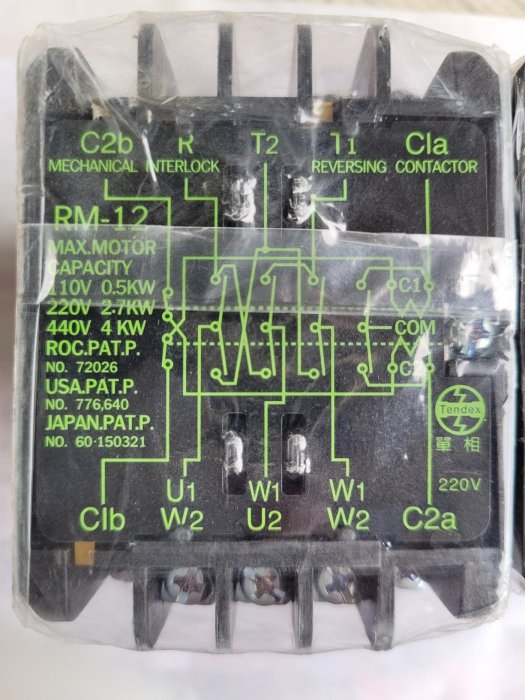 C2b R T2 T1 C1a
MECHANICAL INTERLOCK REVERSING CONTACTOR
RM-12
MAX.MOTOR
CAPACITY
110V 0.5KW
220V 2.7KW
440V 4 KW
ROC.PAT.P.
NO. 72026
USA.PAT.P.
NO. 776,640
JAPAN.PAT.P.
NO. 60-150321
C1
COM
C2
Tendex
單相
220V
U1 W1 W1
C1b W2 U2 W2 C2a